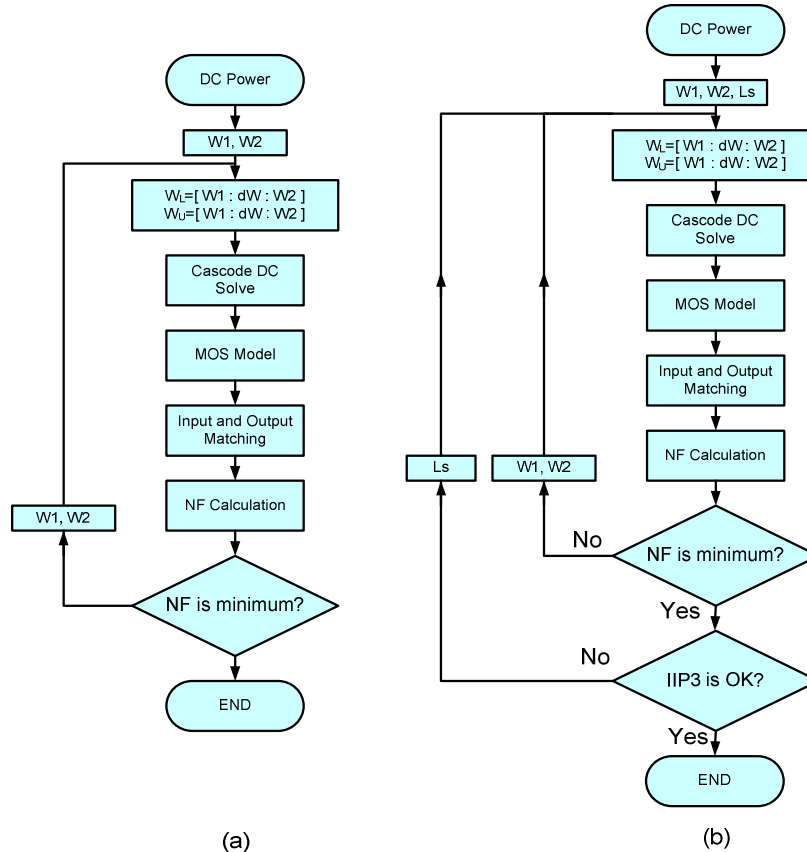 DC Power
W1, W2
WL=[ W1 : dW : W2 ]
WU=[ W1 : dW : W2 ]
Cascode DC
Solve
MOS Model
Input and Output
Matching
NF Calculation
W1, W2
NF is minimum?
END
(a)
DC Power
W1, W2, Ls
WL=[ W1 : dW : W2 ]
WU=[ W1 : dW : W2 ]
Cascode DC
Solve
MOS Model
Input and Output
Matching
NF Calculation
Ls
W1, W2
No
NF is minimum?
Yes
No
IIP3 is OK?
Yes
END
(b)